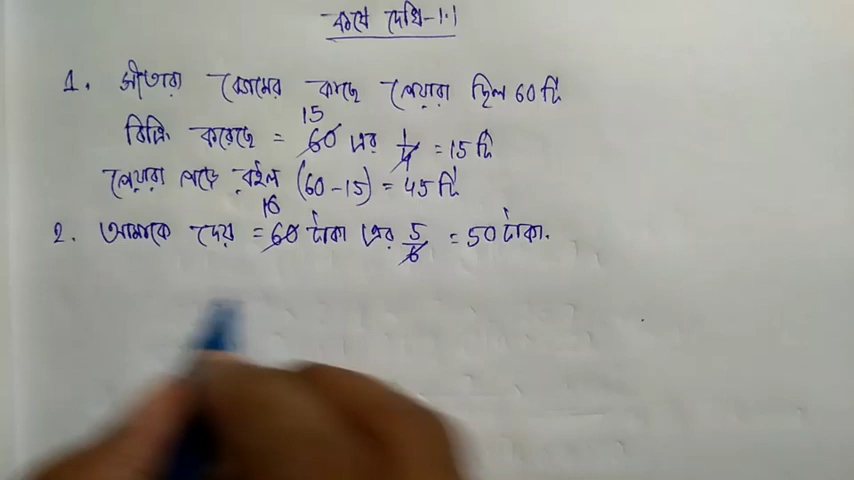 কষে দেখি-1.1
1. সীতারা বেগমের কাছে পেয়ারা ছিল 60 টি
15
বিক্রি করেছে = 60 এর 1/4 = 15 টি
পেয়ারা পড়ে রইল (60-15) = 45 টি
10
2. আমাকে দেয় = 60 টাকা এর 5/6 = 50 টাকা.